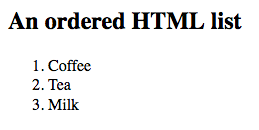 An ordered HTML list
1. Coffee
2. Tea
3. Milk